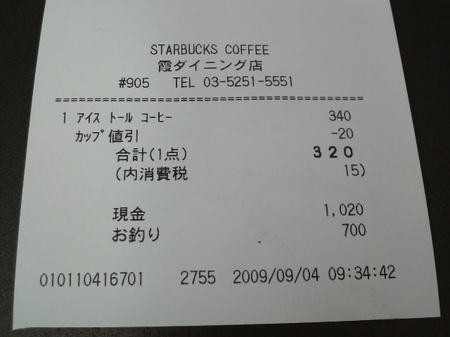 STARBUCKS COFFEE
霞ダイニング店
#905 TEL 03-5251-5551
========================================
1 アイス トール コーヒー 340
カップ値引 -20
合計(1点) 320
(内消費税 15)
現金 1,020
お釣り 700
010110416701 2755 2009/09/04 09:34:42